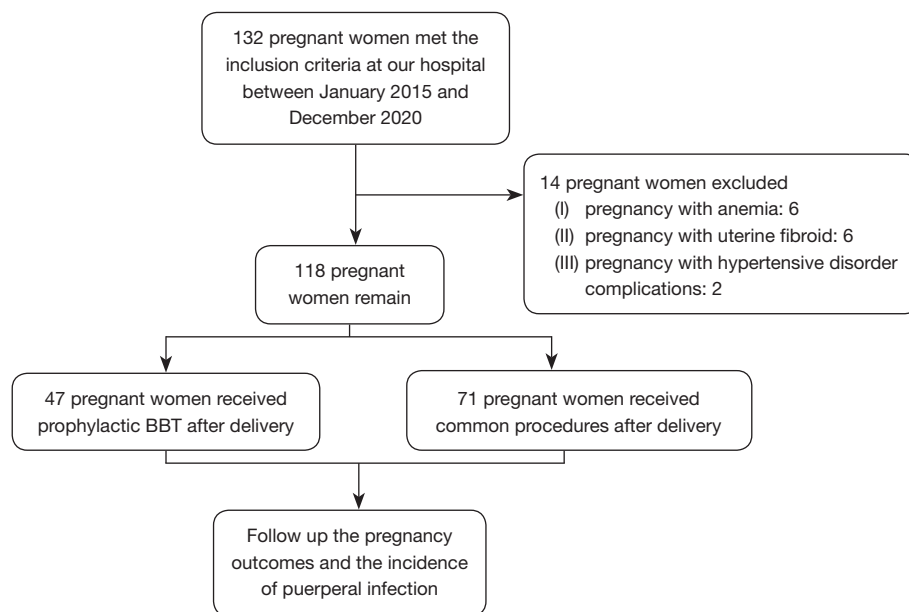 132 pregnant women met the
inclusion criteria at our hospital
between January 2015 and
December 2020
14 pregnant women excluded
(I) pregnancy with anemia: 6
(II) pregnancy with uterine fibroid: 6
(III) pregnancy with hypertensive disorder
complications: 2
118 pregnant
women remain
47 pregnant women received
prophylactic BBT after delivery
71 pregnant women received
common procedures after delivery
Follow up the pregnancy
outcomes and the incidence
of puerperal infection